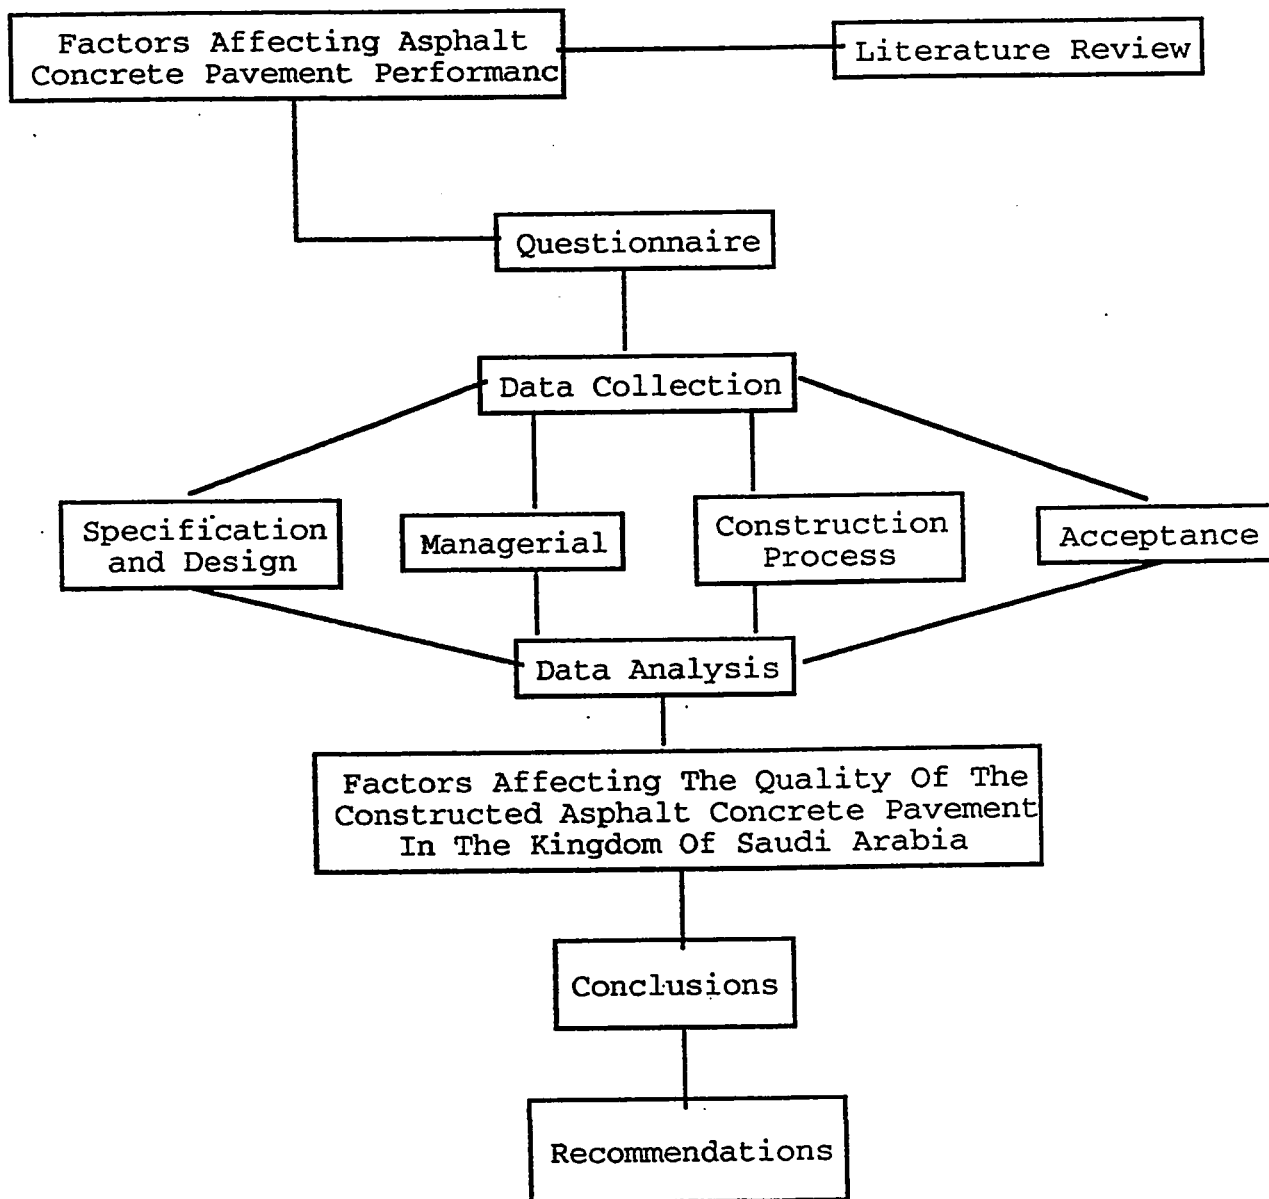 Factors Affecting Asphalt
Concrete Pavement Performanc
Literature Review
Questionnaire
Data Collection
Specification
and Design
Managerial
Construction
Process
Acceptance
Data Analysis
Factors Affecting The Quality Of The
Constructed Asphalt Concrete Pavement
In The Kingdom Of Saudi Arabia
Conclusions
Recommendations